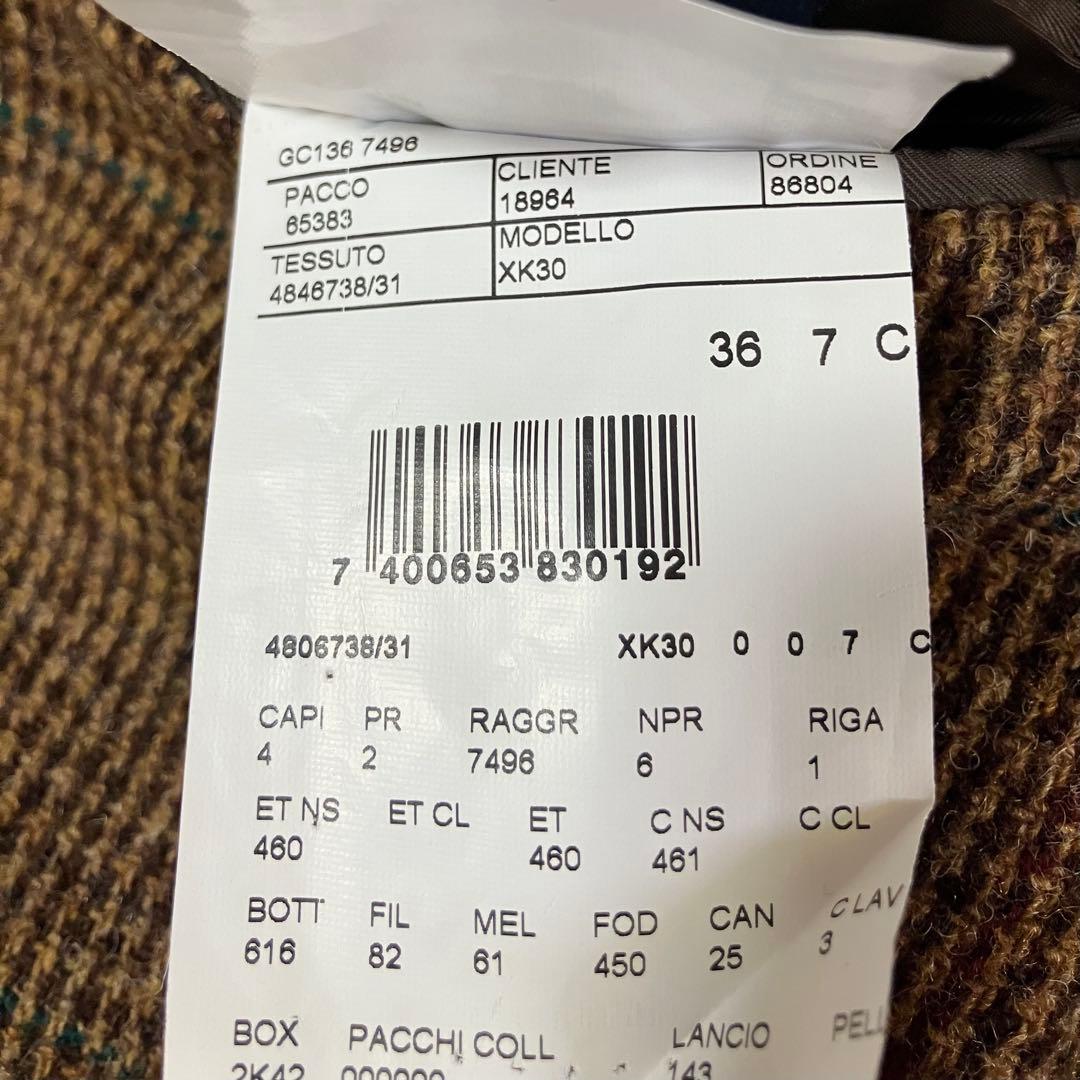 GC136 7496
PACCO CLIENTE ORDINE
65383 18964 86804
TESSUTO MODELLO
4846738/31 XK30
36 7 C
7 400653 830192
4806738/31 XK30 0 0 7 C
CAPI PR RAGGR NPR RIGA
4 2 7496 6 1
ET NS ET CL ET C NS C CL
460 460 461
BOTT FIL MEL FOD CAN CLAV
616 82 61 450 25 3
BOX PACCHI COLL LANCIO PELL
2K42 000000 143